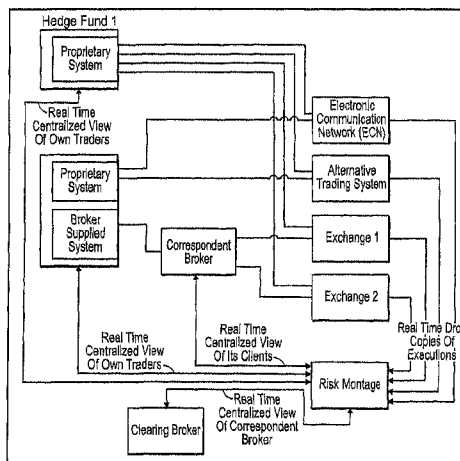 Hedge Fund 1
Proprietary
System
Real Time
Centralized View
Of Own Traders
Electronic
Communication
Network (ECN)
Proprietary
System
Alternative
Trading System
Broker
Supplied
System
Correspondent
Broker
Exchange 1
Exchange 2
Real Time Drop
Copies Of
Executions
Real Time
Centralized View
Of Own Traders
Real Time
Centralized View
Of Its Clients
Risk Montage
Real Time
Centralized View
Of Correspondent
Broker
Clearing Broker